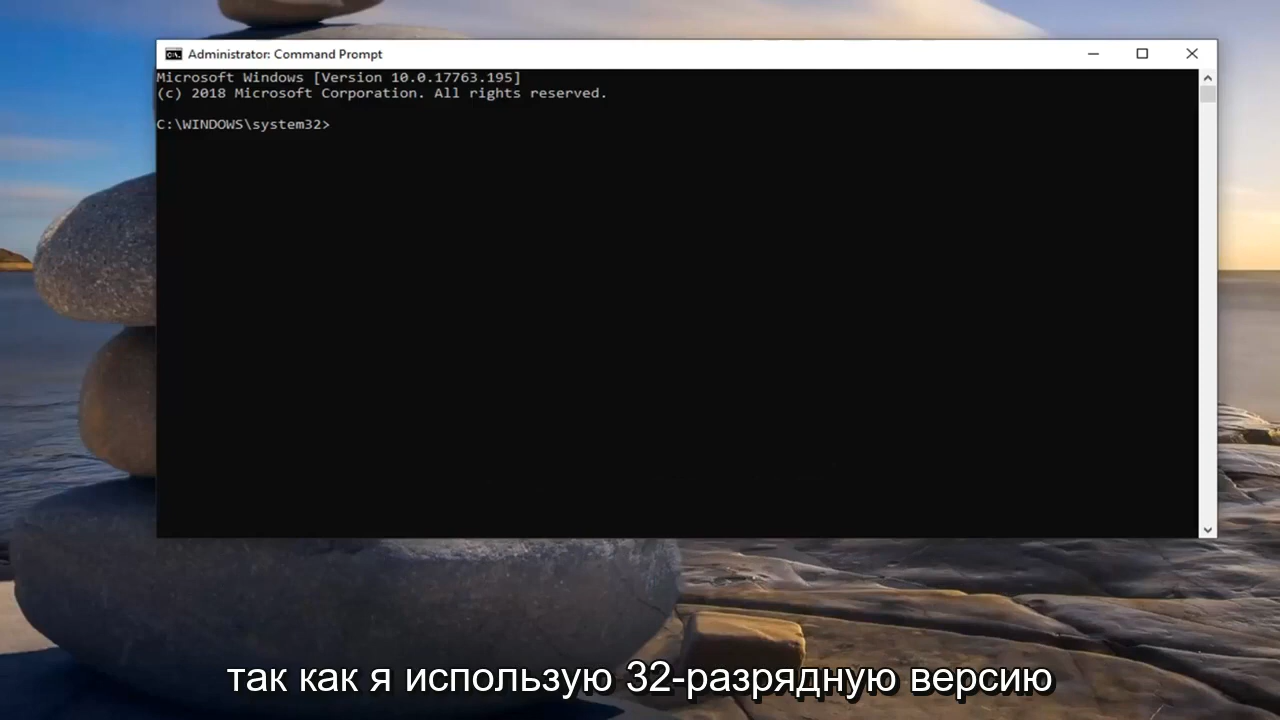 Administrator: Command Prompt
Microsoft Windows [Version 10.0.17763.195]
(c) 2018 Microsoft Corporation. All rights reserved.
C:\WINDOWS\system32>
так как я использую 32-разрядную версию